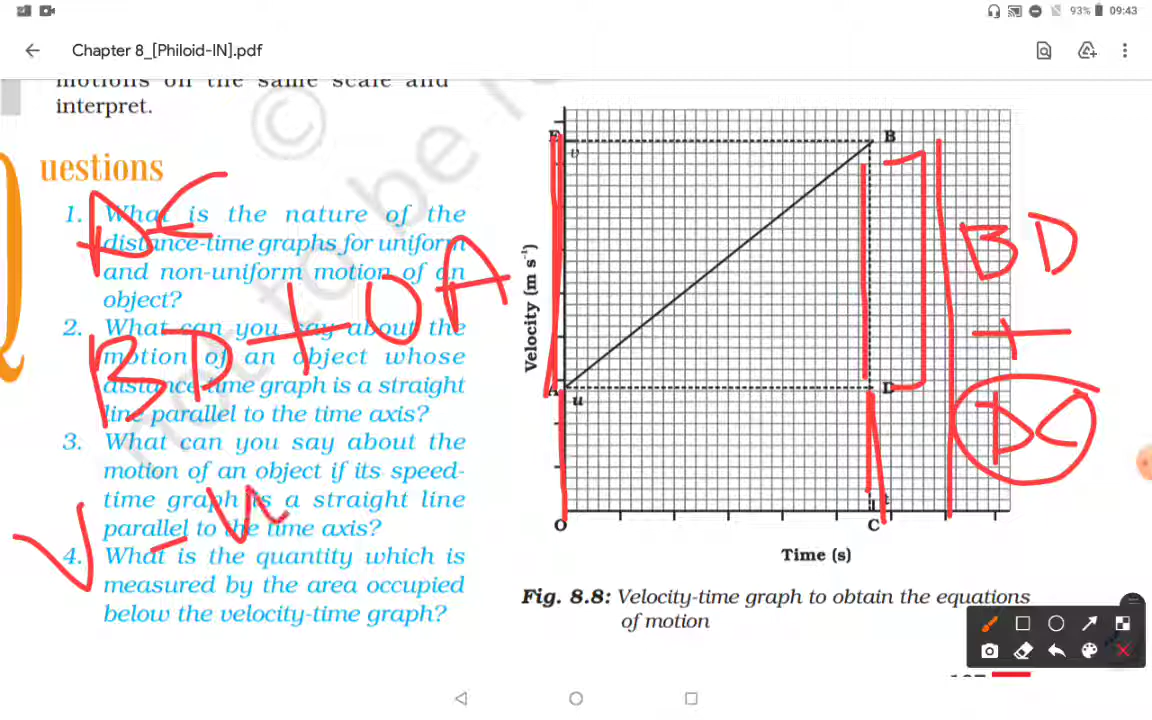 93% 09:43
Chapter 8_[Philoid-IN].pdf
motions on the same scale and
interpret.
uestions
1. What is the nature of the
distance-time graphs for uniform
and non-uniform motion of an
object?
2. What can you say about the
motion of an object whose
distance-time graph is a straight
line parallel to the time axis?
3. What can you say about the
motion of an object if its speed-
time graph is a straight line
parallel to the time axis?
4. What is the quantity which is
measured by the area occupied
below the velocity-time graph?
DC
BD + OA
V - u
E
v
B
A
u
D
O
C
t
Velocity (m s⁻¹)
Time (s)
BD
+
DC
Fig. 8.8: Velocity-time graph to obtain the equations
of motion